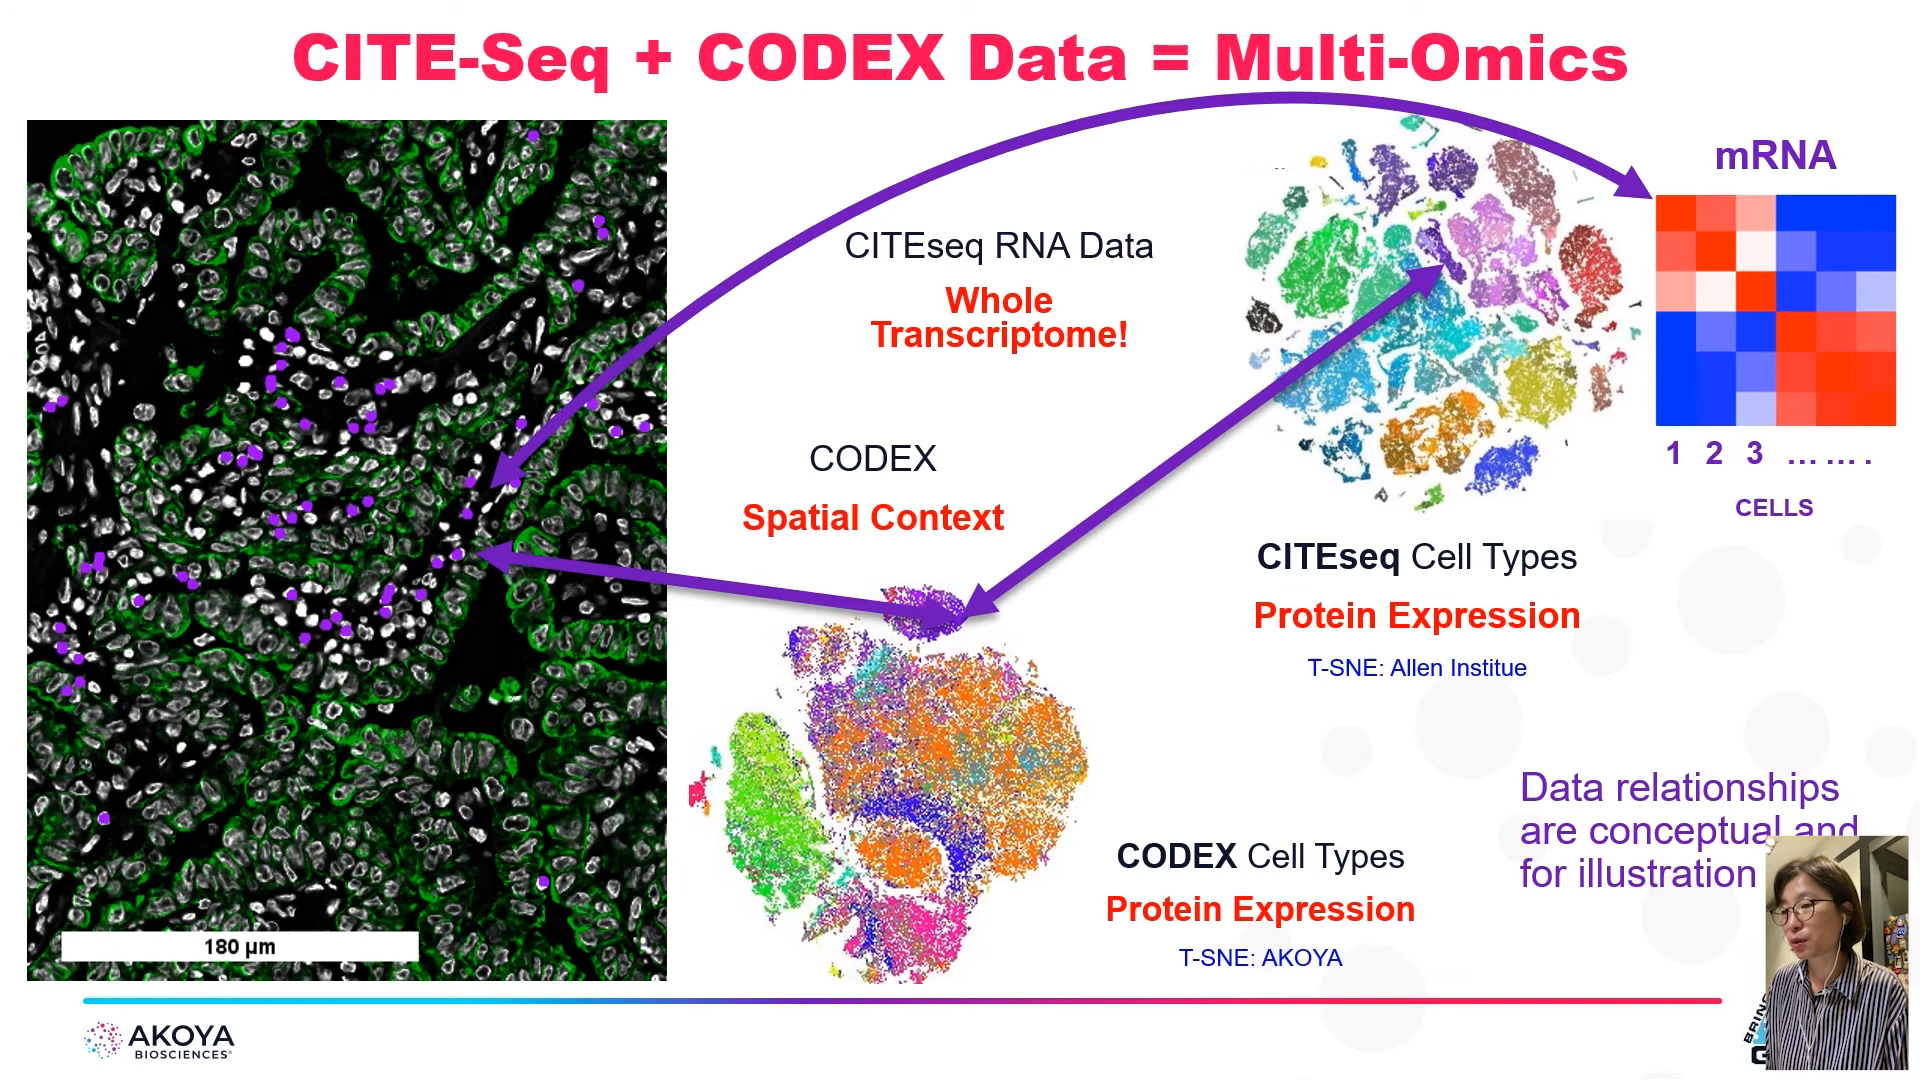 CITE-Seq + CODEX Data = Multi-Omics
mRNA
CITEseq RNA Data
Whole
Transcriptome!
CODEX
Spatial Context
1 2 3 ... ... .
CELLS
CITEseq Cell Types
Protein Expression
T-SNE: Allen Institue
Data relationships
are conceptual and
for illustration
CODEX Cell Types
Protein Expression
T-SNE: AKOYA
180 µm
AKOYA
BIOSCIENCES